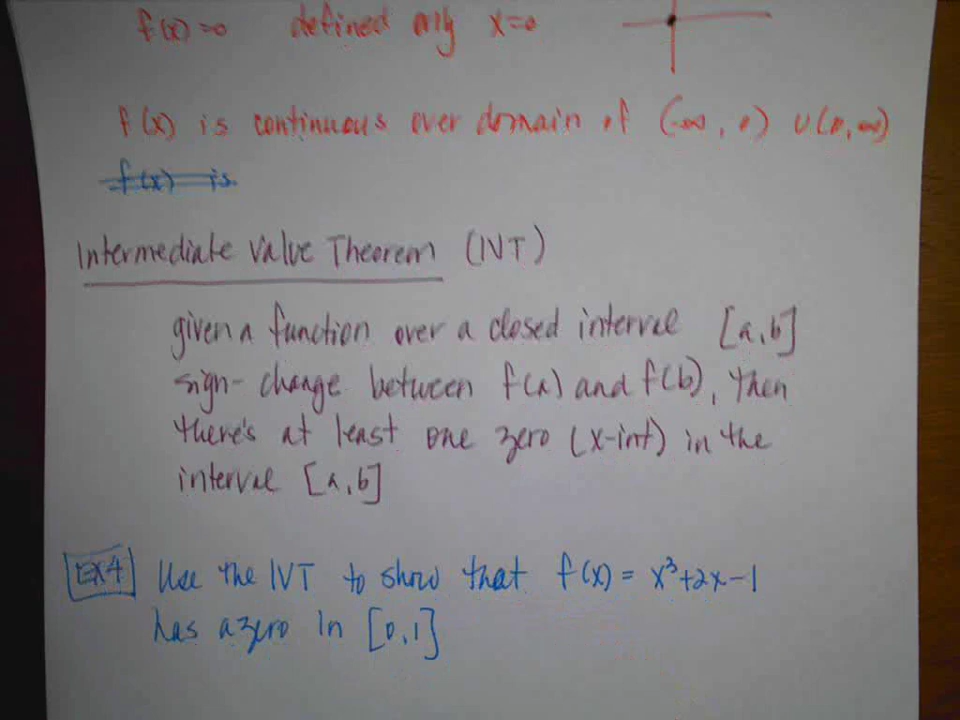 f(x)=0 defined only x=0
f(x) is continuous over domain of (-∞, 0) ∪ (0, ∞)
f(x) is
Intermediate Value Theorem (IVT)
given a function over a closed interval [a,b]
sign-change between f(a) and f(b), then
there's at least one zero (x-int) in the
interval [a,b]
EX4 Use the IVT to show that f(x) = x³+2x-1
has a zero in [0,1]